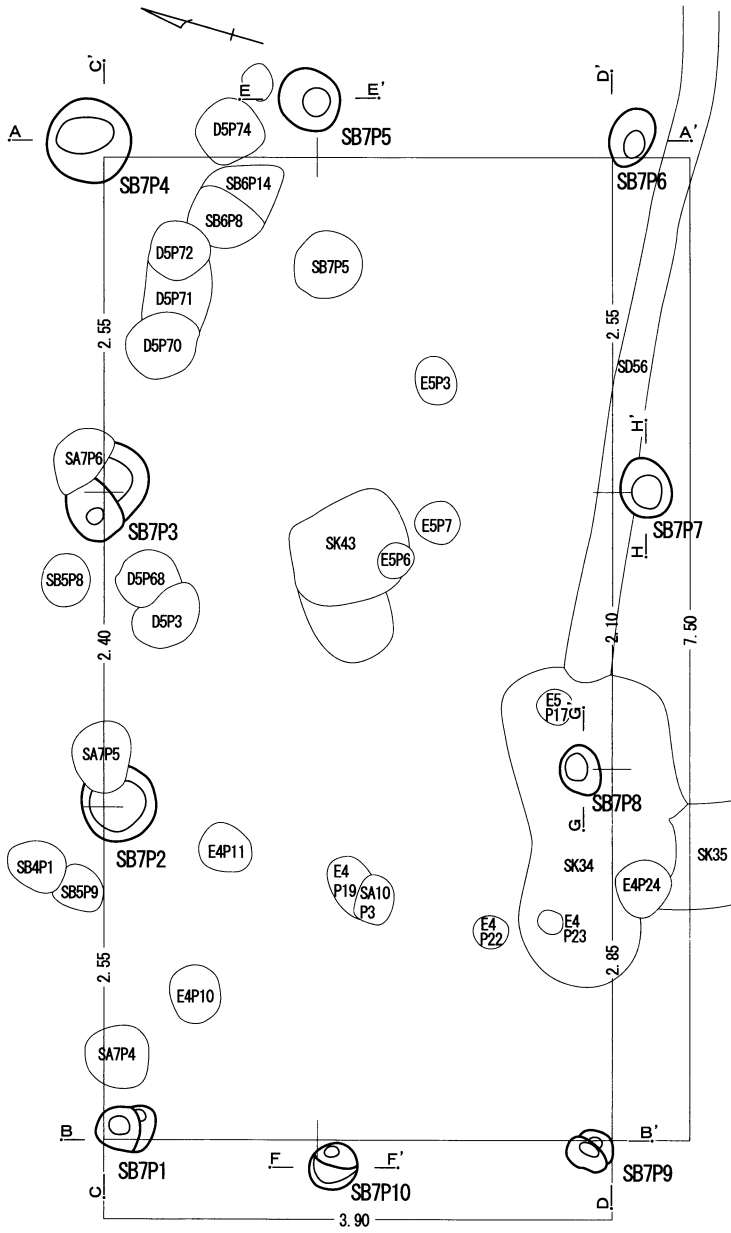 C'
D'
E
E'
A
A'
D5P74
SB7P5
SB7P4
SB7P6
SB6P14
SB6P8
D5P72
SB7P5
D5P71
D5P70
2.55
2.55
SD56
E5P3
H'
SA7P6
SB7P3
E5P7
SB7P7
SK43
E5P6
H
SB5P8
D5P68
D5P3
2.40
2.10
7.50
E5
P17
G'
SA7P5
SB7P8
G
SB7P2
E4P11
SB4P1
SB5P9
E4
P19
SA10
P3
SK34
SK35
E4P24
E4
P22
E4
P23
2.55
2.85
E4P10
SA7P4
B
B'
SB7P1
F
F'
SB7P10
SB7P9
C
D
3.90